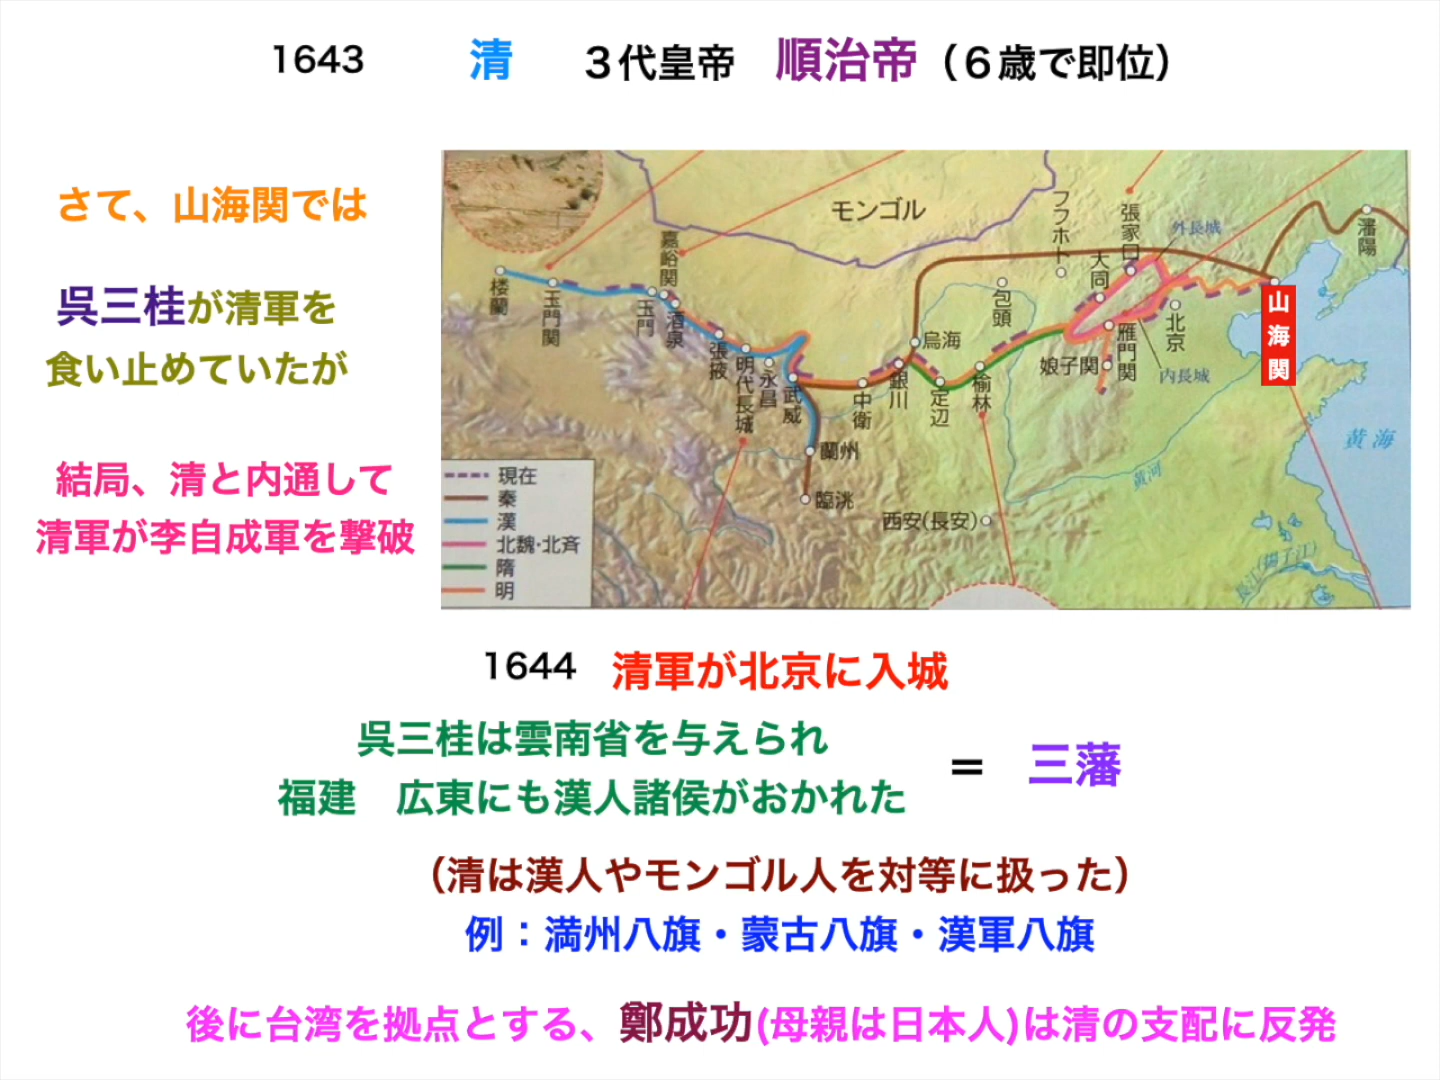 1643 清 3代皇帝 順治帝（6歳で即位）
さて、山海関では
呉三桂が清軍を
食い止めていたが
結局、清と内通して
清軍が李自成軍を撃破
モンゴル
フフホト
張家口
外長城
瀋陽
嘉峪関
大同
楼蘭
玉門関
玉門
酒泉
包頭
北京
山海関
張掖
明代長城
永昌
武威
烏海
娘子関
雁門関
内長城
中衛
銀川
定辺
楡林
蘭州
臨洮
西安(長安)
黄河
黄海
長江(揚子江)
現在
秦
漢
北魏・北斉
隋
明
1644 清軍が北京に入城
呉三桂は雲南省を与えられ
福建　広東にも漢人諸侯がおかれた
＝ 三藩
（清は漢人やモンゴル人を対等に扱った）
例：満州八旗・蒙古八旗・漢軍八旗
後に台湾を拠点とする、鄭成功(母親は日本人)は清の支配に反発